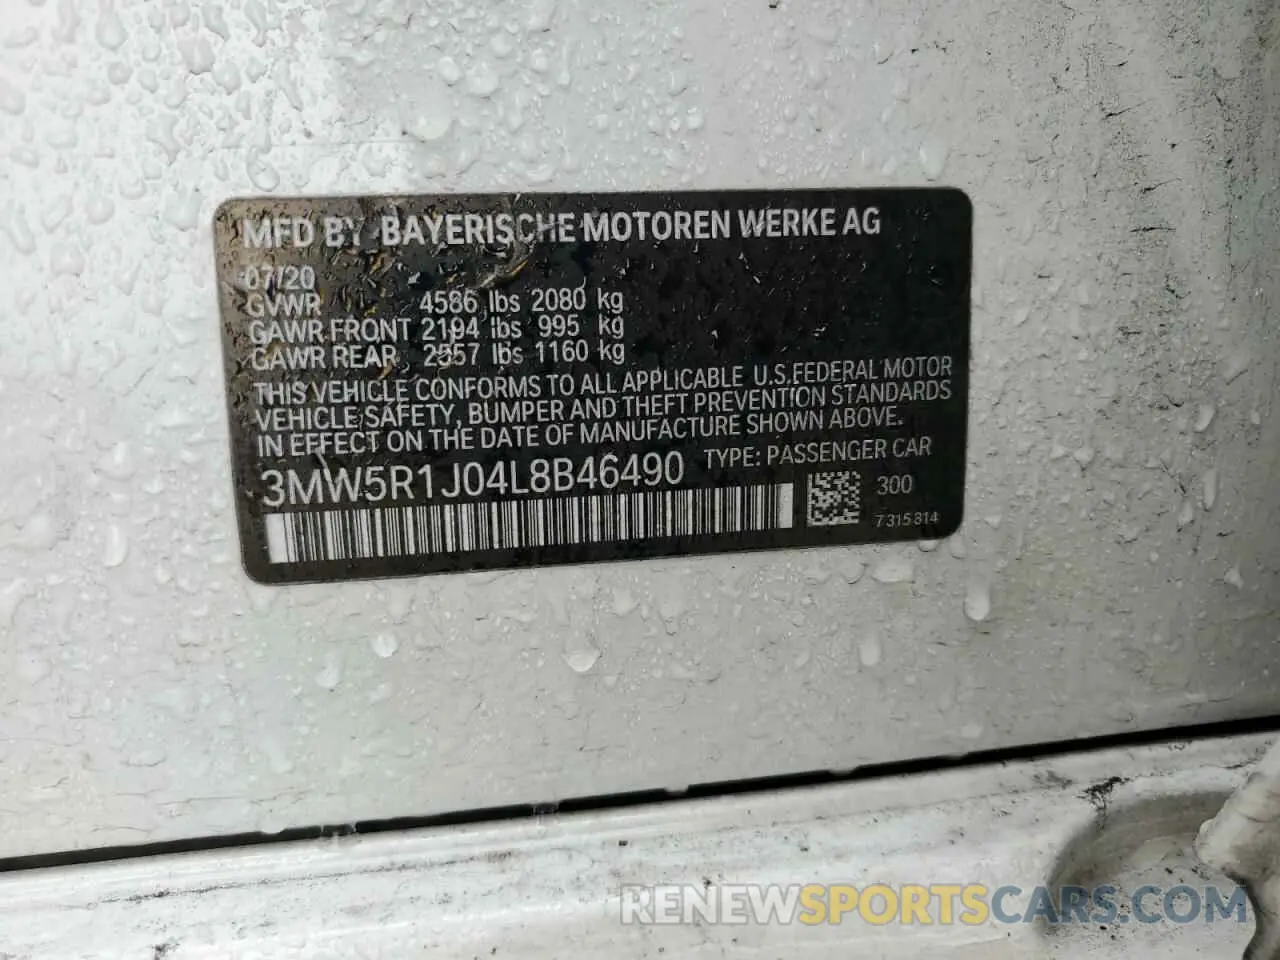 MFD BY BAYERISCHE MOTOREN WERKE AG
07/20
GVWR 4586 lbs 2080 kg
GAWR FRONT 2194 lbs 995 kg
GAWR REAR 2557 lbs 1160 kg
THIS VEHICLE CONFORMS TO ALL APPLICABLE U.S.FEDERAL MOTOR
VEHICLE SAFETY, BUMPER AND THEFT PREVENTION STANDARDS
IN EFFECT ON THE DATE OF MANUFACTURE SHOWN ABOVE.
3MW5R1J04L8B46490 TYPE: PASSENGER CAR
300
7315814
RENEWSPORTSCARS.COM